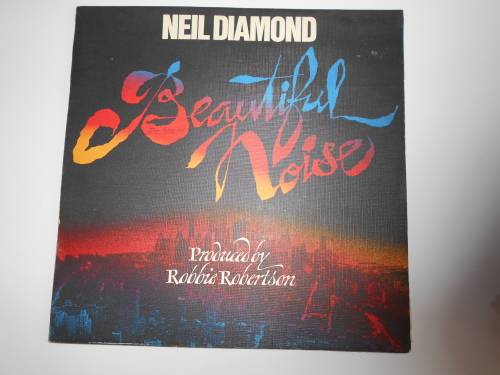 NEIL DIAMOND
Beautiful
Noise
Produced by
Robbie Robertson